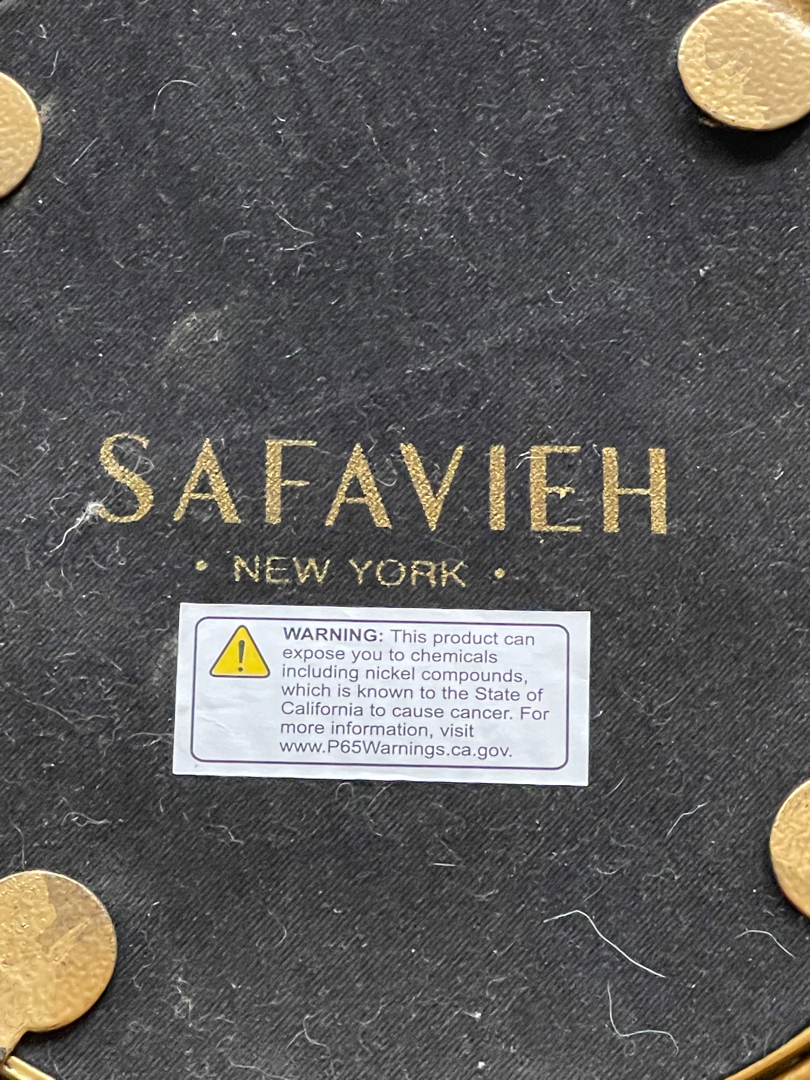 SAFAVIEH
• NEW YORK •
WARNING: This product can
expose you to chemicals
including nickel compounds,
which is known to the State of
California to cause cancer. For
more information, visit
www.P65Warnings.ca.gov.